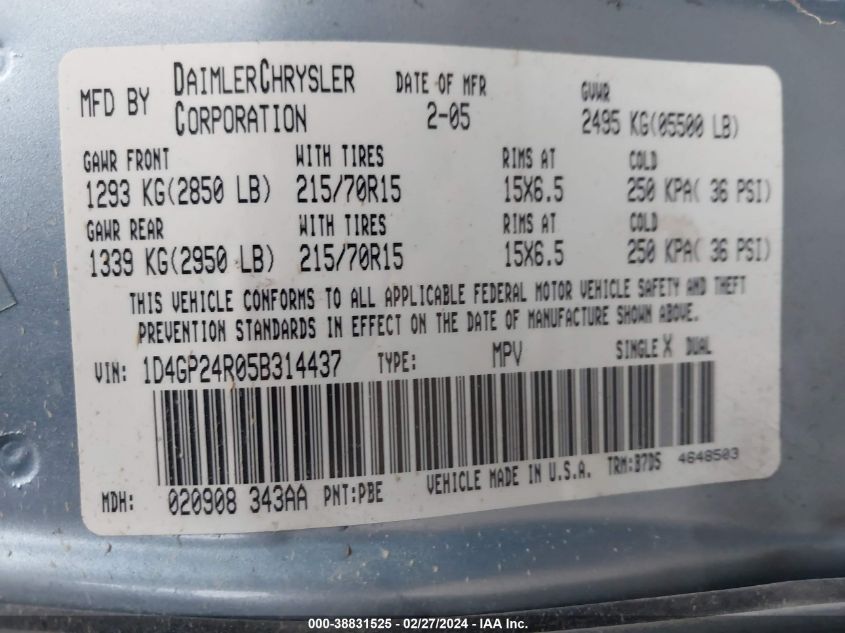 MFD BY DAIMLERCHRYSLER CORPORATION DATE OF MFR 2-05 GVWR 2495 KG(05500 LB)
GAWR FRONT WITH TIRES RIMS AT COLD
1293 KG(2850 LB) 215/70R15 15X6.5 250 KPA( 36 PSI)
GAWR REAR WITH TIRES RIMS AT COLD
1339 KG(2950 LB) 215/70R15 15X6.5 250 KPA( 36 PSI)
THIS VEHICLE CONFORMS TO ALL APPLICABLE FEDERAL MOTOR VEHICLE SAFETY AND THEFT
PREVENTION STANDARDS IN EFFECT ON THE DATE OF MANUFACTURE SHOWN ABOVE.
VIN: 1D4GP24R05B314437 TYPE: MPV SINGLE X DUAL
MDH: 020908 343AA PNT:PBE VEHICLE MADE IN U.S.A. TRM:B7D5 4648503
000-38831525 - 02/27/2024 - © IAA, Inc.